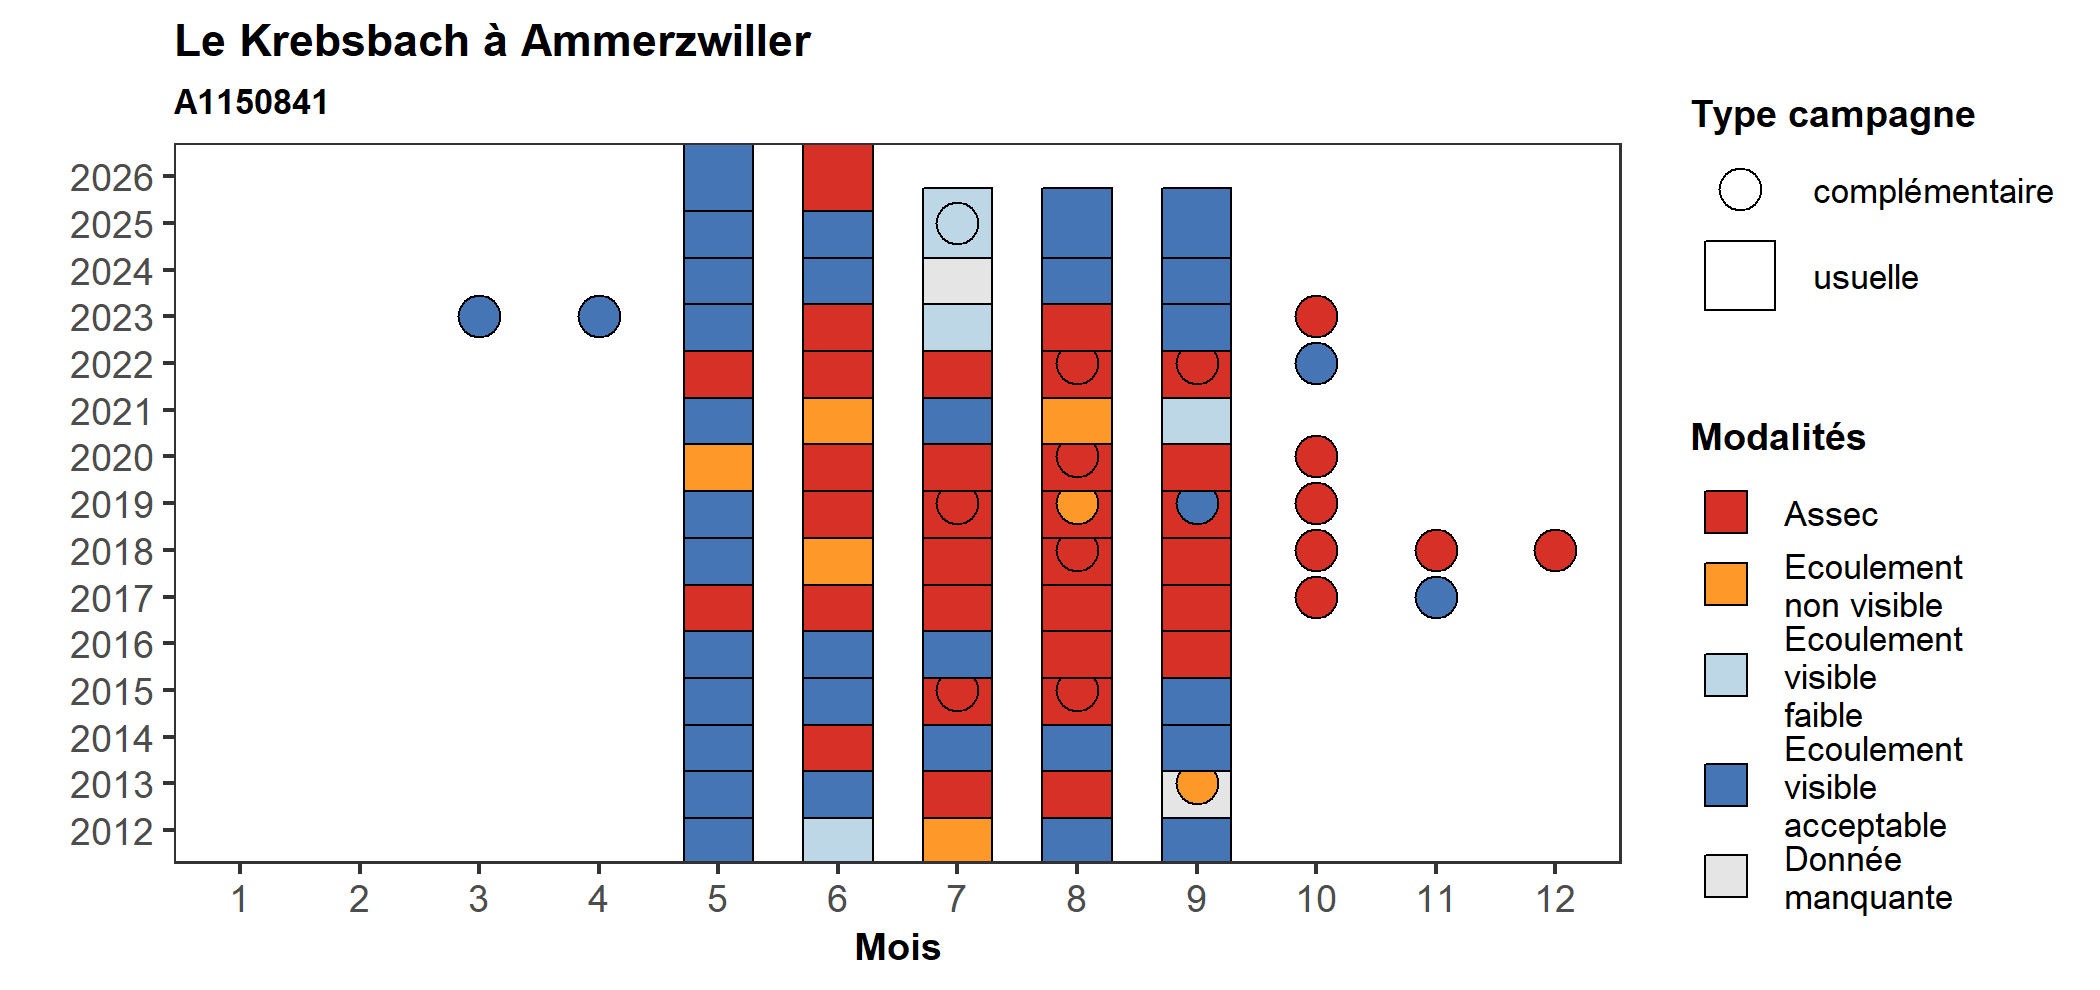 Le Krebsbach à Ammerzwiller
A1150841
2026
2025
2024
2023
2022
2021
2020
2019
2018
2017
2016
2015
2014
2013
2012
1 2 3 4 5 6 7 8 9 10 11 12
Mois
Type campagne
complémentaire
usuelle
Modalités
Assec
Ecoulement
non visible
Ecoulement
visible
faible
Ecoulement
visible
acceptable
Donnée
manquante